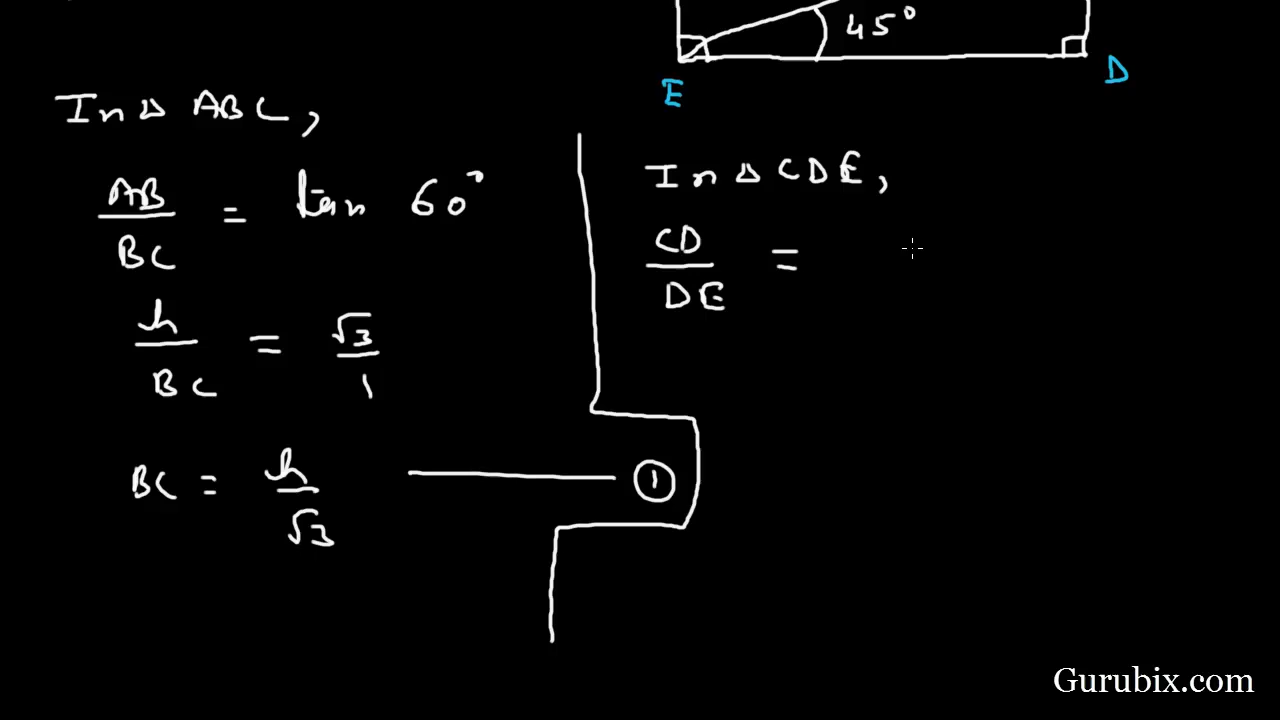 45°
E
D
In Δ ABC,
AB/BC = tan 60°
h/BC = √3/1
BC = h/√3 ——— ①
In Δ CDE,
CD/DE =
Gurubix.com